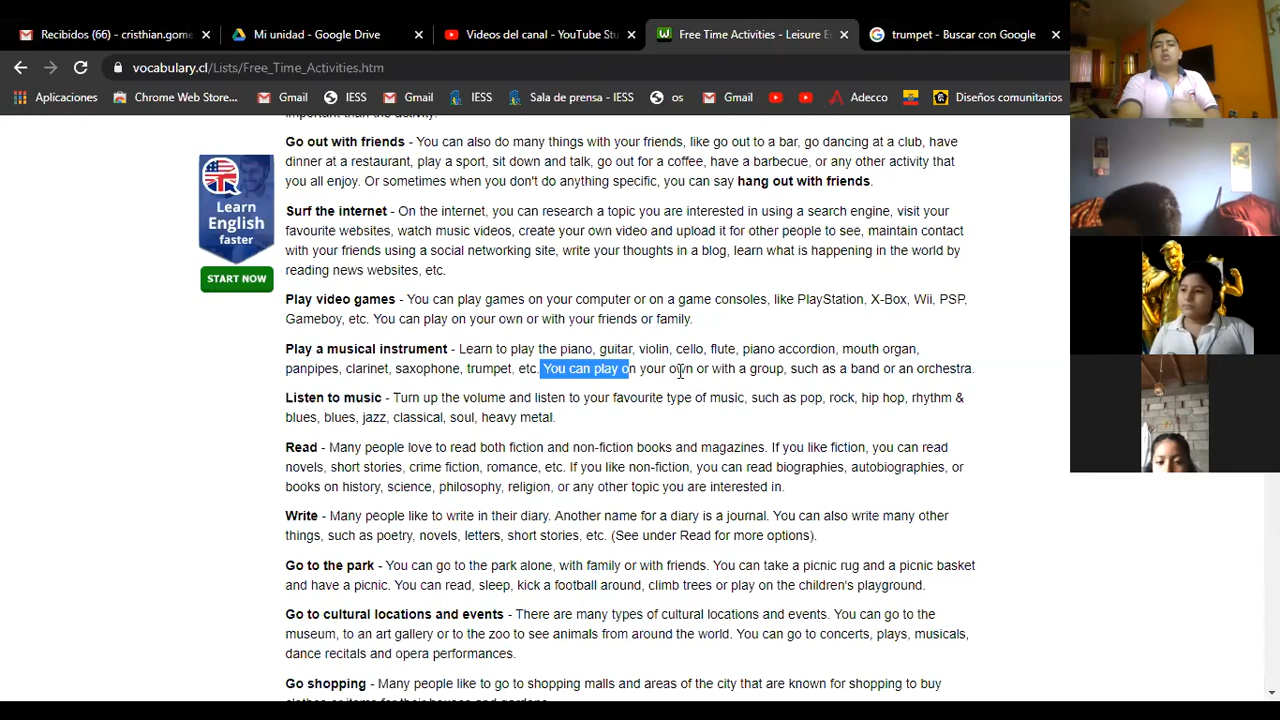 Recibidos (66) - cristhian.gome
Mi unidad - Google Drive
Videos del canal - YouTube Stu
Free Time Activities - Leisure E
trumpet - Buscar con Google
vocabulary.cl/Lists/Free_Time_Activities.htm
Aplicaciones
Chrome Web Store...
Gmail
IESS
Gmail
IESS
Sala de prensa - IESS
os
Gmail
Adecco
Diseños comunitarios
important than the activity.
Go out with friends - You can also do many things with your friends, like go out to a bar, go dancing at a club, have
dinner at a restaurant, play a sport, sit down and talk, go out for a coffee, have a barbecue, or any other activity that
you all enjoy. Or sometimes when you don't do anything specific, you can say hang out with friends.
Learn
English
faster
START NOW
Surf the internet - On the internet, you can research a topic you are interested in using a search engine, visit your
favourite websites, watch music videos, create your own video and upload it for other people to see, maintain contact
with your friends using a social networking site, write your thoughts in a blog, learn what is happening in the world by
reading news websites, etc.
Play video games - You can play games on your computer or on a game consoles, like PlayStation, X-Box, Wii, PSP,
Gameboy, etc. You can play on your own or with your friends or family.
Play a musical instrument - Learn to play the piano, guitar, violin, cello, flute, piano accordion, mouth organ,
panpipes, clarinet, saxophone, trumpet, etc. You can play on your own or with a group, such as a band or an orchestra.
Listen to music - Turn up the volume and listen to your favourite type of music, such as pop, rock, hip hop, rhythm &
blues, blues, jazz, classical, soul, heavy metal.
Read - Many people love to read both fiction and non-fiction books and magazines. If you like fiction, you can read
novels, short stories, crime fiction, romance, etc. If you like non-fiction, you can read biographies, autobiographies, or
books on history, science, philosophy, religion, or any other topic you are interested in.
Write - Many people like to write in their diary. Another name for a diary is a journal. You can also write many other
things, such as poetry, novels, letters, short stories, etc. (See under Read for more options).
Go to the park - You can go to the park alone, with family or with friends. You can take a picnic rug and a picnic basket
and have a picnic. You can read, sleep, kick a football around, climb trees or play on the children's playground.
Go to cultural locations and events - There are many types of cultural locations and events. You can go to the
museum, to an art gallery or to the zoo to see animals from around the world. You can go to concerts, plays, musicals,
dance recitals and opera performances.
Go shopping - Many people like to go to shopping malls and areas of the city that are known for shopping to buy